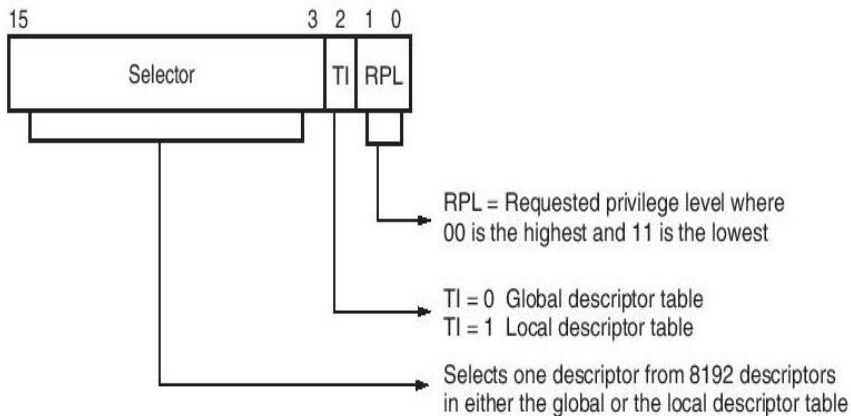 15 3 2 1 0
Selector TI RPL
RPL = Requested privilege level where
00 is the highest and 11 is the lowest
TI = 0 Global descriptor table
TI = 1 Local descriptor table
Selects one descriptor from 8192 descriptors
in either the global or the local descriptor table